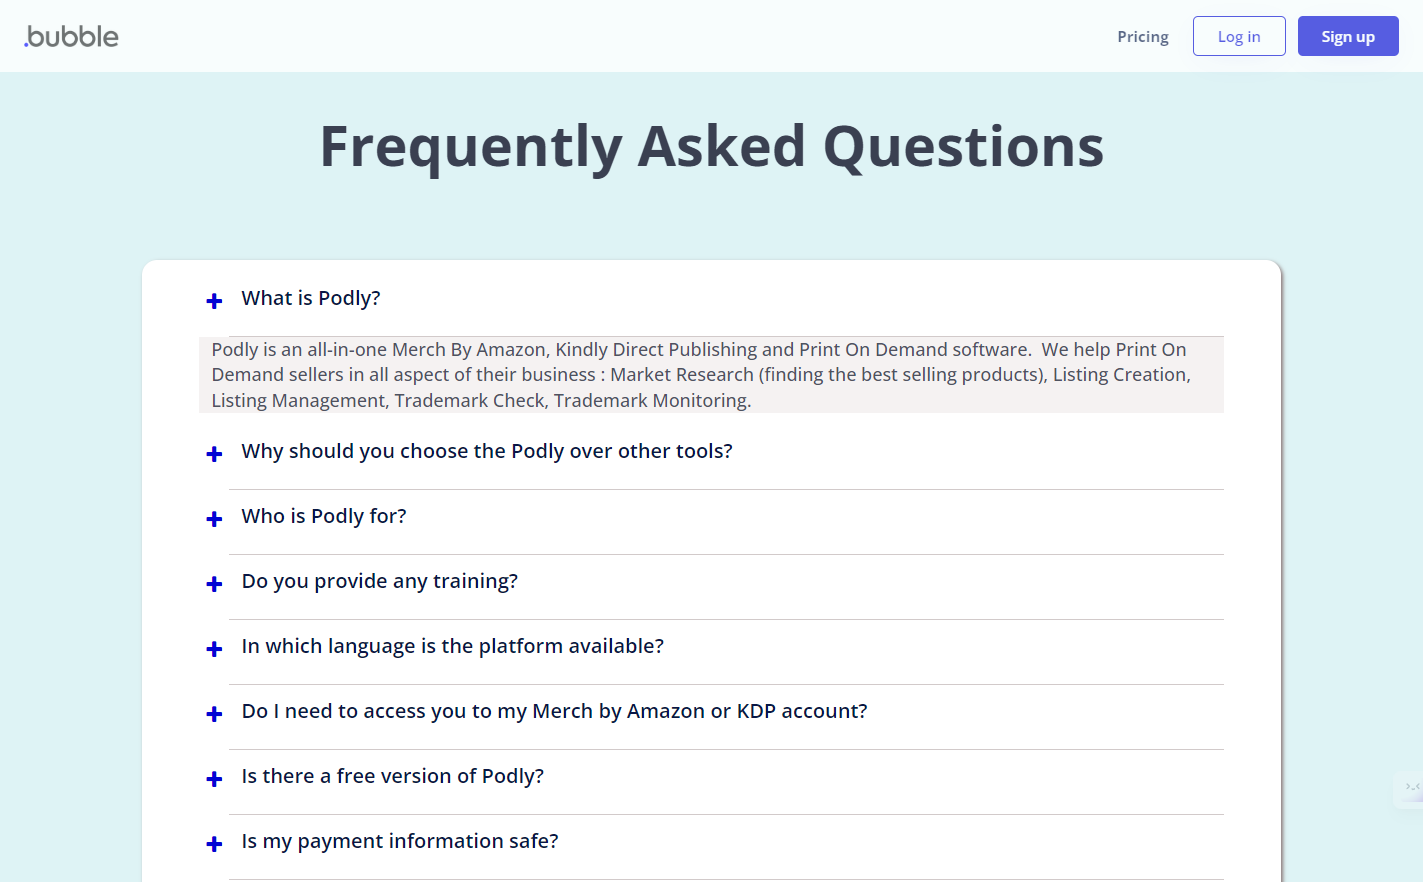 .bubble
Pricing
Log in
Sign up
Frequently Asked Questions
What is Podly?
Podly is an all-in-one Merch By Amazon, Kindly Direct Publishing and Print On Demand software.  We help Print On
Demand sellers in all aspect of their business : Market Research (finding the best selling products), Listing Creation,
Listing Management, Trademark Check, Trademark Monitoring.
Why should you choose the Podly over other tools?
Who is Podly for?
Do you provide any training?
In which language is the platform available?
Do I need to access you to my Merch by Amazon or KDP account?
Is there a free version of Podly?
Is my payment information safe?